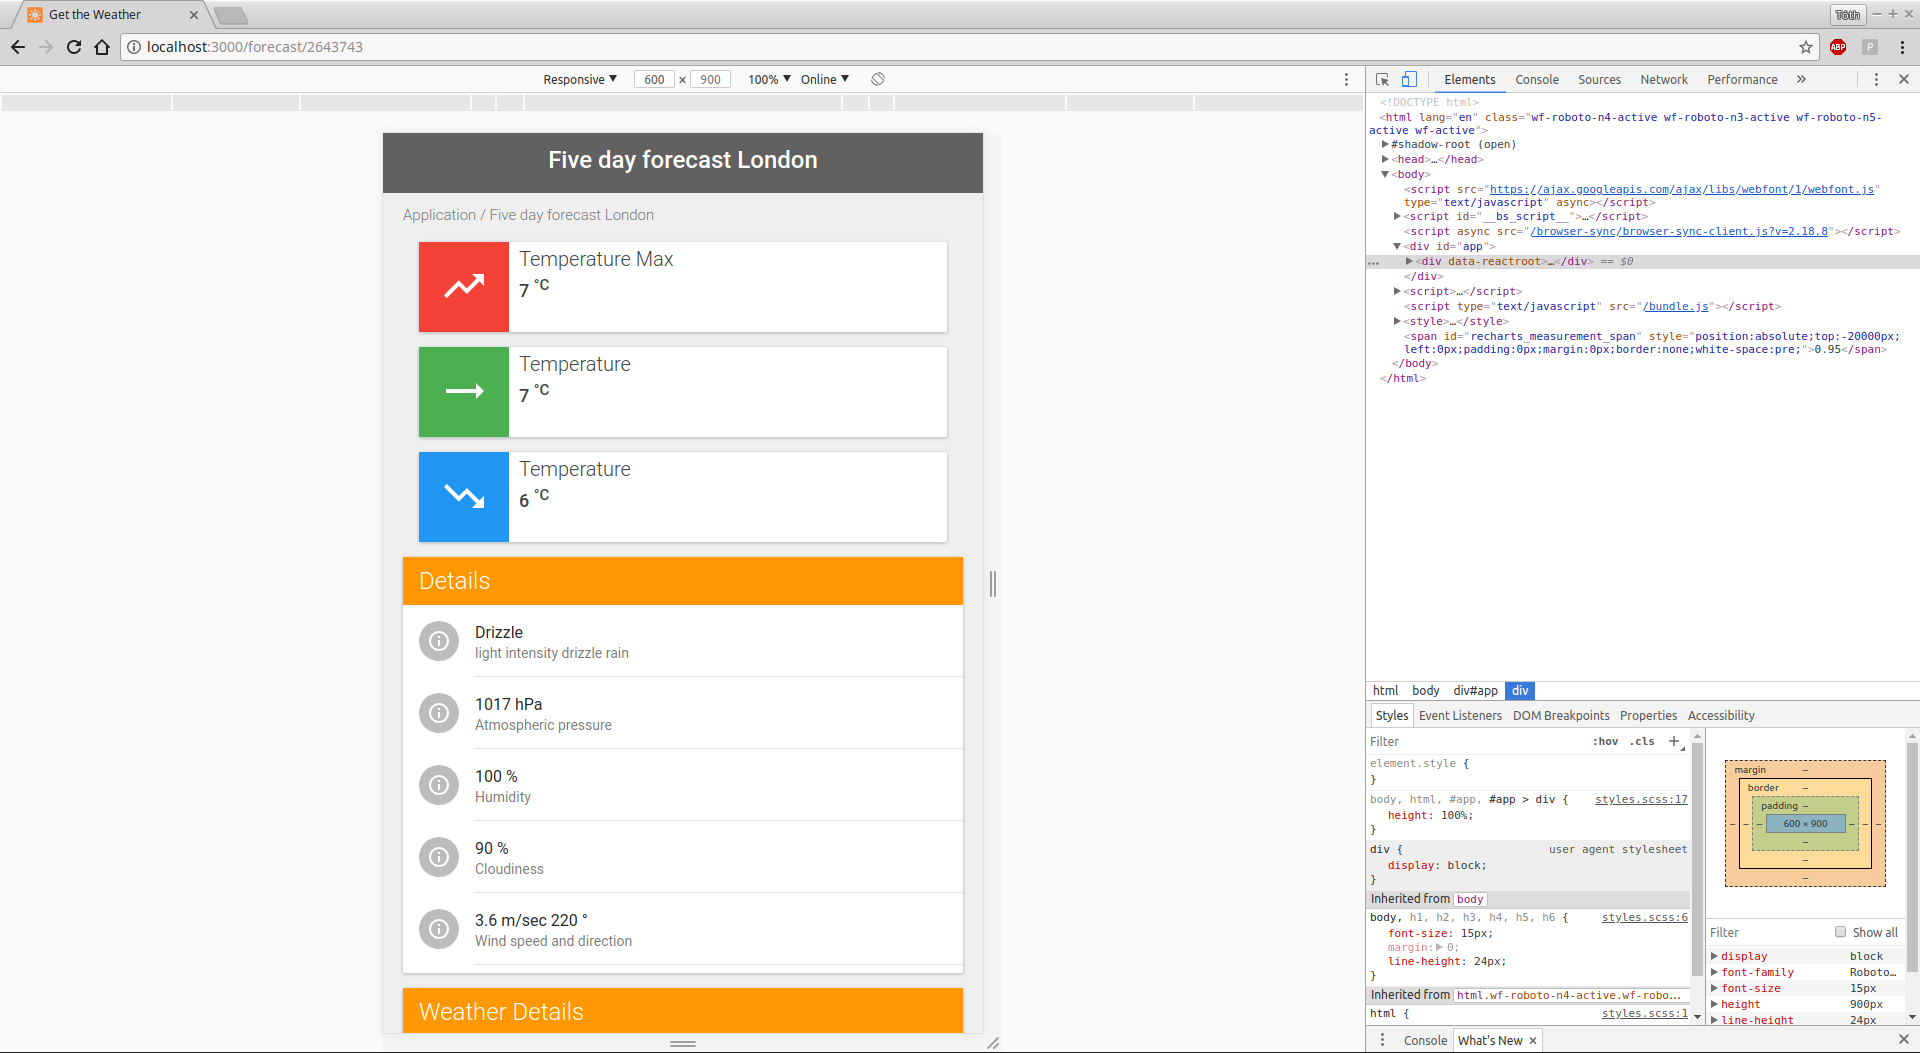 Get the Weather
Tóth
localhost:3000/forecast/2643743
ABP
P
Responsive 600 × 900 100% Online
Elements Console Sources Network Performance »
Five day forecast London
Application / Five day forecast London
Temperature Max
7 °C
Temperature
7 °C
Temperature
6 °C
Details
Drizzle
light intensity drizzle rain
1017 hPa
Atmospheric pressure
100 %
Humidity
90 %
Cloudiness
3.6 m/sec 220 °
Wind speed and direction
Weather Details
<!DOCTYPE html>
<html lang="en" class="wf-roboto-n4-active wf-roboto-n3-active wf-roboto-n5-
active wf-active">
#shadow-root (open)
<head>…</head>
<body>
<script src="https://ajax.googleapis.com/ajax/libs/webfont/1/webfont.js"
type="text/javascript" async></script>
<script id="__bs_script__">…</script>
<script async src="/browser-sync/browser-sync-client.js?v=2.18.8"></script>
<div id="app">
... <div data-reactroot>…</div> == $0
</div>
<script>…</script>
<script type="text/javascript" src="/bundle.js"></script>
<style>…</style>
<span id="recharts_measurement_span" style="position:absolute;top:-20000px;
left:0px;padding:0px;margin:0px;border:none;white-space:pre;">0.95</span>
</body>
</html>
html body div#app div
Styles Event Listeners DOM Breakpoints Properties Accessibility
Filter :hov .cls +
element.style {
}
body, html, #app, #app > div { styles.scss:17
height: 100%;
}
div { user agent stylesheet
display: block;
}
Inherited from body
body, h1, h2, h3, h4, h5, h6 { styles.scss:6
font-size: 15px;
margin: 0;
line-height: 24px;
}
Inherited from html.wf-roboto-n4-active.wf-robo…
html { styles.scss:1
margin –
border –
padding –
– – – 600 × 900 – – –
–
–
–
Filter Show all
display block
font-family Roboto…
font-size 15px
height 900px
line-height 24px
Console What's New ×